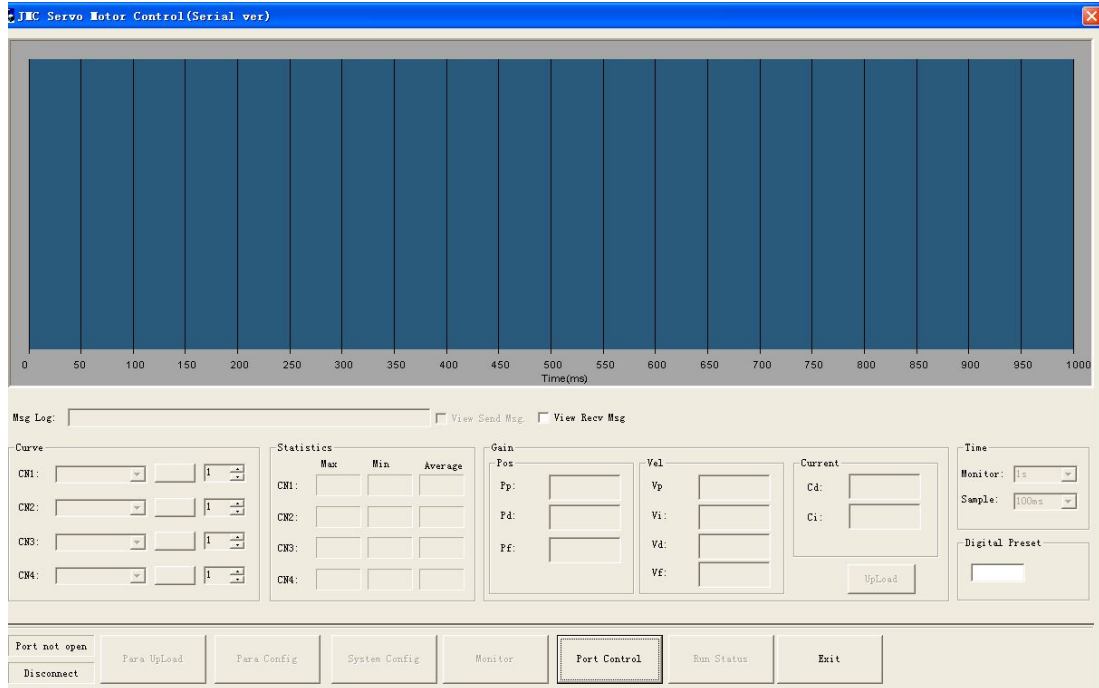 JMC Servo Motor Control(Serial ver)
0 50 100 150 200 250 300 350 400 450 500 550 600 650 700 750 800 850 900 950 1000
Time(ms)
Msg Log: View Send Msg View Recv Msg
Curve
CN1: 1
CN2: 1
CN3: 1
CN4: 1
Statistics
Max Min Average
CN1:
CN2:
CN3:
CN4:
Gain
Pos
Pp:
Pd:
Pf:
Vel
Vp
Vi:
Vd:
Vf:
Current
Cd:
Ci:
UpLoad
Time
Monitor: 1s
Sample: 100ms
Digital Preset
Port not open
Disconnect
Para UpLoad Para Config System Config Monitor Port Control Run Status Exit